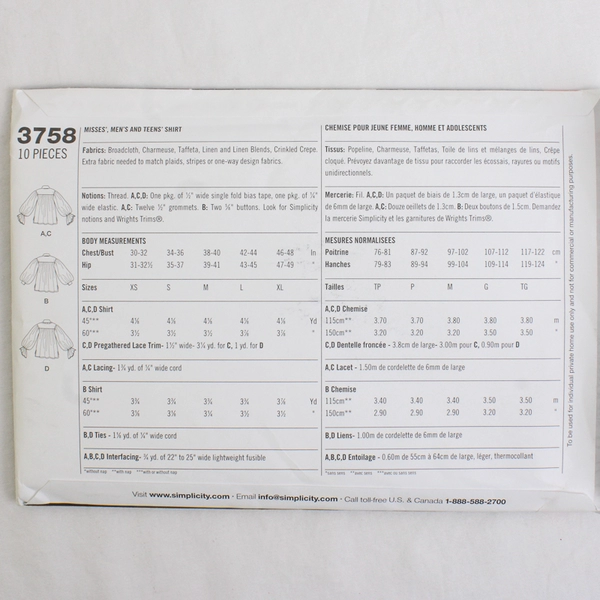 3758
10 PIECES
A,C
B
D
MISSES', MEN'S AND TEENS' SHIRT
Fabrics: Broadcloth, Charmeuse, Taffeta, Linen and Linen Blends, Crinkled Crepe.
Extra fabric needed to match plaids, stripes or one-way design fabrics.
Notions: Thread. A,C,D: One pkg. of ½" wide single fold bias tape, one pkg. of ¼"
wide elastic. A,C: Twelve ½" grommets. B: Two ⅝" buttons. Look for Simplicity
notions and Wrights Trims®.
BODY MEASUREMENTS
Chest/Bust 30-32 34-36 38-40 42-44 46-48 In
Hip 31-32½ 35-37 39-41 43-45 47-49 "
Sizes XS S M L XL
A,C,D Shirt
45"** 4⅛ 4⅛ 4⅛ 4⅛ 4⅛ Yd
60"** 3½ 3½ 3½ 3⅞ 3⅞ "
C,D Pregathered Lace Trim- 1½" wide- 3¼ yd. for C, 1 yd. for D
A,C Lacing- 1⅝ yd. of ¼" wide cord
B Shirt
45"** 3¾ 3¾ 3¾ 3⅞ 3⅞ Yd
60"** 3¼ 3¼ 3¼ 3½ 3½ "
B,D Ties - 1⅛ yd. of ¼" wide cord
A,B,C,D Interfacing- ⅝ yd. of 22" to 25" wide lightweight fusible
*without nap **with nap ***with or without nap
CHEMISE POUR JEUNE FEMME, HOMME ET ADOLESCENTS
Tissus: Popeline, Charmeuse, Taffetas, Toile de lins et mélanges de lins, Crêpe
cloqué. Prévoyez davantage de tissu pour raccorder les écossais, rayures ou motifs
unidirectionnels.
Mercerie: Fil. A,C,D: Un paquet de biais de 1.3cm de large, un paquet d'élastique
de 6mm de large. A,C: Douze oeillets de 1.3cm. B: Deux boutons de 1.5cm. Demandez
la mercerie Simplicity et les garnitures de Wrights Trims®.
MESURES NORMALISEES
Poitrine 76-81 87-92 97-102 107-112 117-122 cm
Hanches 79-83 89-94 99-104 109-114 119-124 "
Tailles TP P M G TG
A,C,D Chemise
115cm** 3.70 3.70 3.80 3.80 3.80 m
150cm** 3.20 3.20 3.20 3.50 3.50 "
C,D Dentelle froncée - 3.8cm de large- 3.00m pour C, 0.90m pour D
A,C Lacet - 1.50m de cordelette de 6mm de large
B Chemise
115cm** 3.40 3.40 3.40 3.50 3.50 m
150cm** 2.90 2.90 2.90 3.20 3.20 "
B,D Liens- 1.00m de cordelette de 6mm de large
A,B,C,D Entoilage - 0.60m de 55cm à 64cm de large, léger, thermocollant
*sans sens **avec sens ***avec ou sans sens
To be used for individual private home use only and not for commercial or manufacturing purposes.
Visit www.simplicity.com · Email info@simplicity.com · Call toll-free U.S. & Canada 1-888-588-2700